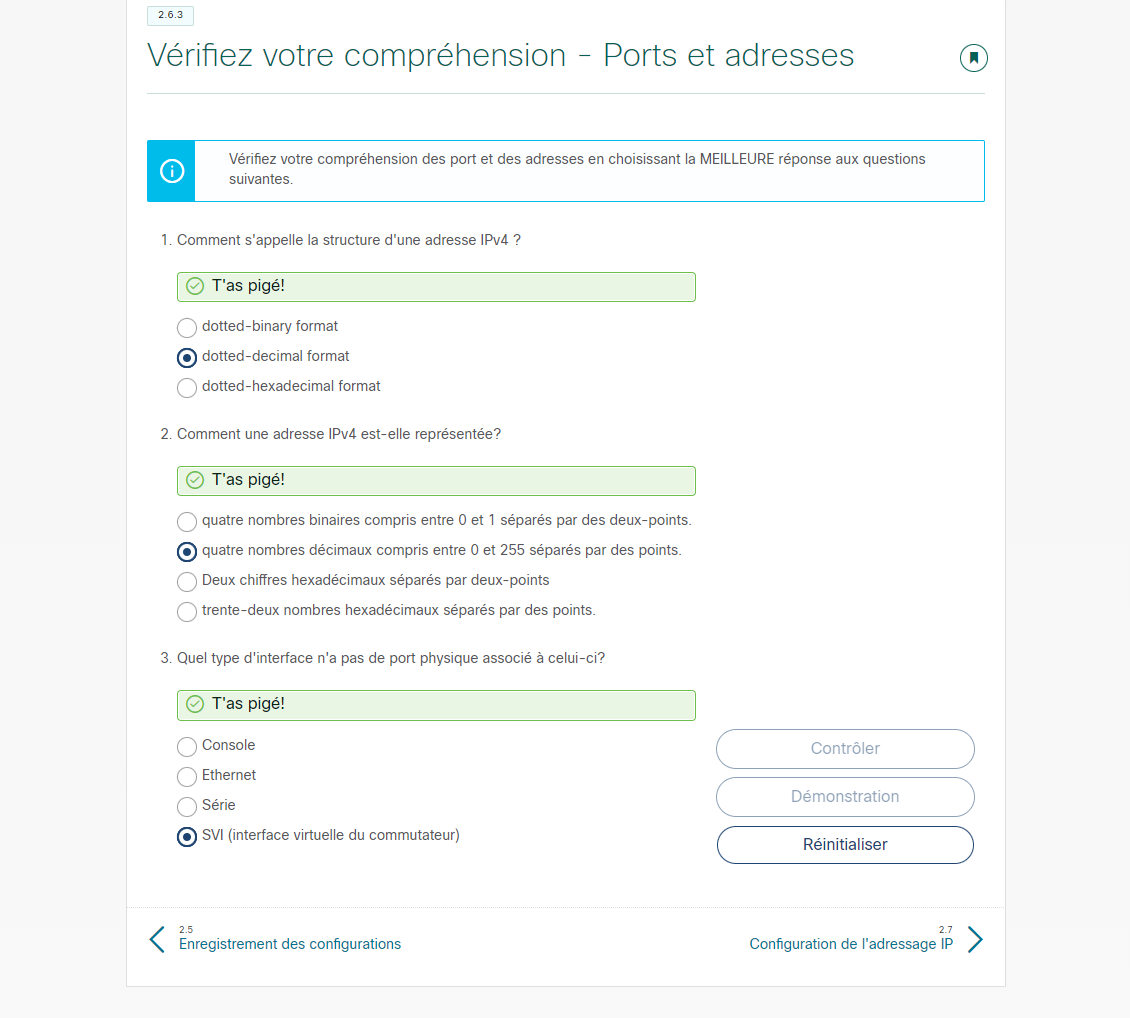 2.6.3
Vérifiez votre compréhension - Ports et adresses
Vérifiez votre compréhension des port et des adresses en choisissant la MEILLEURE réponse aux questions
suivantes.
1. Comment s'appelle la structure d'une adresse IPv4 ?
T'as pigé!
dotted-binary format
dotted-decimal format
dotted-hexadecimal format
2. Comment une adresse IPv4 est-elle représentée?
T'as pigé!
quatre nombres binaires compris entre 0 et 1 séparés par des deux-points.
quatre nombres décimaux compris entre 0 et 255 séparés par des points.
Deux chiffres hexadécimaux séparés par deux-points
trente-deux nombres hexadécimaux séparés par des points.
3. Quel type d'interface n'a pas de port physique associé à celui-ci?
T'as pigé!
Console
Ethernet
Série
SVI (interface virtuelle du commutateur)
Contrôler
Démonstration
Réinitialiser
2.5
Enregistrement des configurations
2.7
Configuration de l'adressage IP